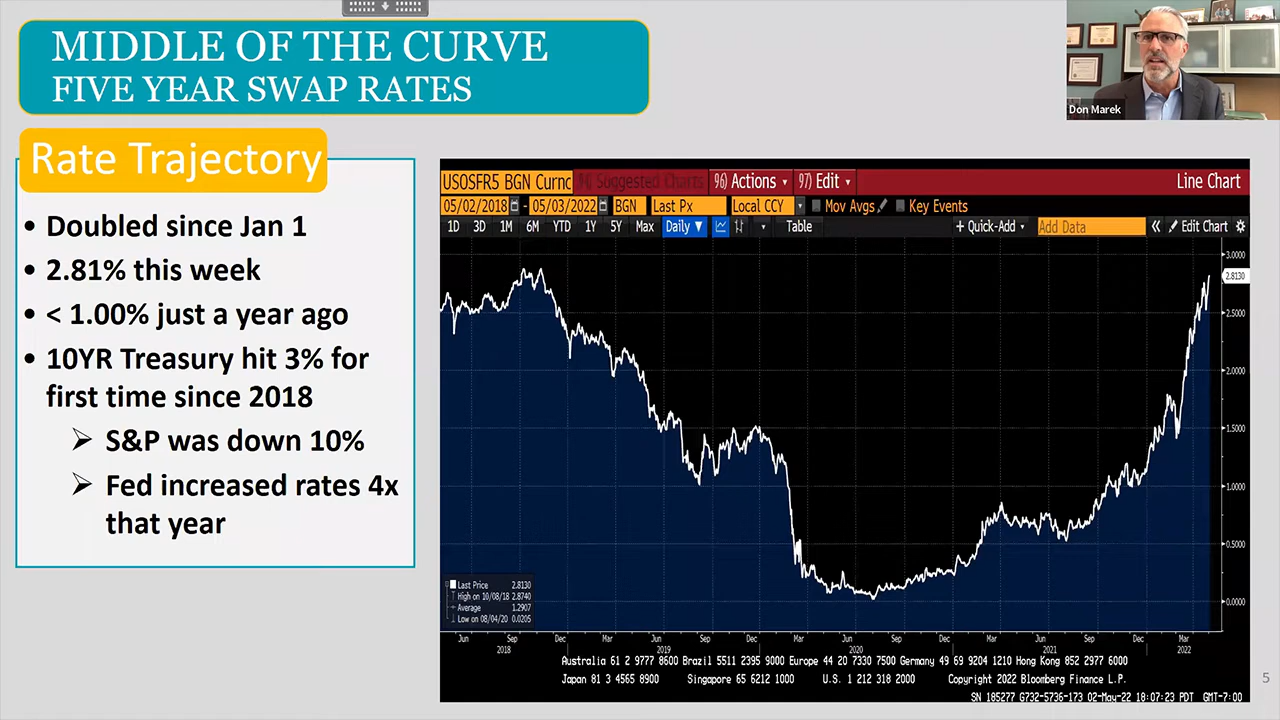 MIDDLE OF THE CURVE
FIVE YEAR SWAP RATES
Don Marek
Rate Trajectory
• Doubled since Jan 1
• 2.81% this week
• < 1.00% just a year ago
• 10YR Treasury hit 3% for
first time since 2018
➢ S&P was down 10%
➢ Fed increased rates 4x
that year
USOSFR5 BGN Curnc 94) Suggested Charts 96) Actions 97) Edit Line Chart
05/02/2018 - 05/03/2022 BGN Last Px Local CCY Mov Avgs Key Events
1D 3D 1M 6M YTD 1Y 5Y Max Daily ▼ Table + Quick-Add Add Data « Edit Chart
3.0000
2.8130
2.5000
2.0000
1.5000
1.0000
0.5000
0.0000
Last Price 2.8130
High on 10/08/18 2.8740
Average 1.2907
Low on 08/04/20 0.0205
Jun Sep Dec Mar Jun Sep Dec Mar Jun Sep Dec Mar Jun Sep Dec Mar
2018 2019 2020 2021 2022
Australia 61 2 9777 8600 Brazil 5511 2395 9000 Europe 44 20 7330 7500 Germany 49 69 9204 1210 Hong Kong 852 2977 6000
Japan 81 3 4565 8900 Singapore 65 6212 1000 U.S. 1 212 318 2000 Copyright 2022 Bloomberg Finance L.P.
SN 185277 G732-5736-173 02-May-22 18:07:23 PDT GMT-7:00
5